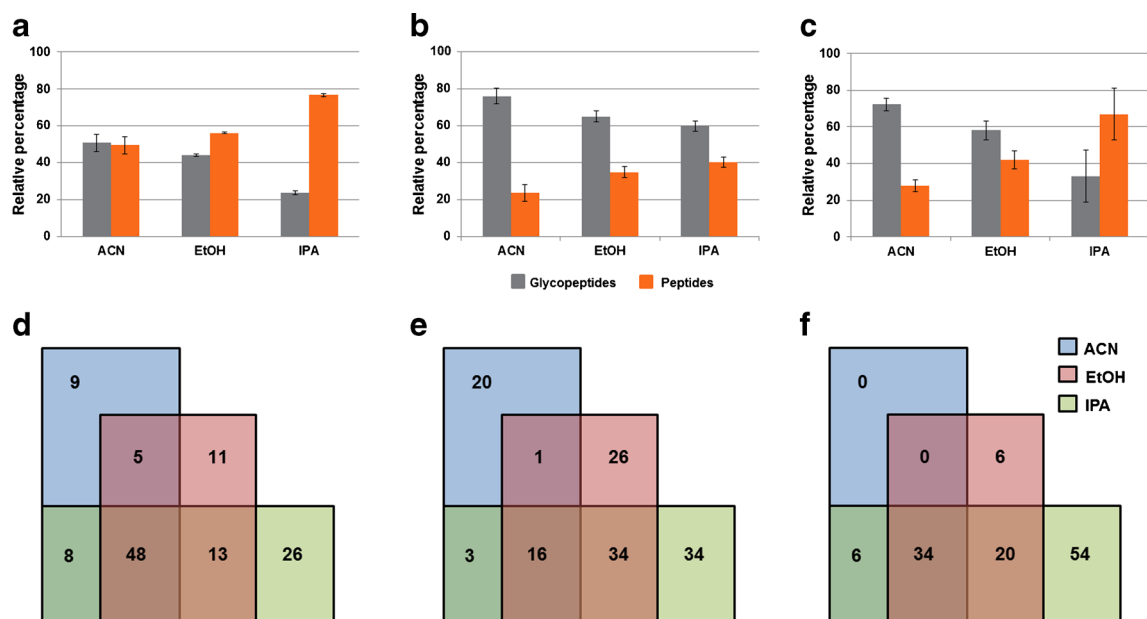 a b c
Relative percentage
100
80
60
40
20
0
ACN EtOH IPA
Relative percentage
100
80
60
40
20
0
ACN EtOH IPA
Relative percentage
100
80
60
40
20
0
ACN EtOH IPA
Glycopeptides Peptides
d
9
5 11
8 48 13 26
e
20
1 26
3 16 34 34
f
0
0 6
6 34 20 54
ACN
EtOH
IPA